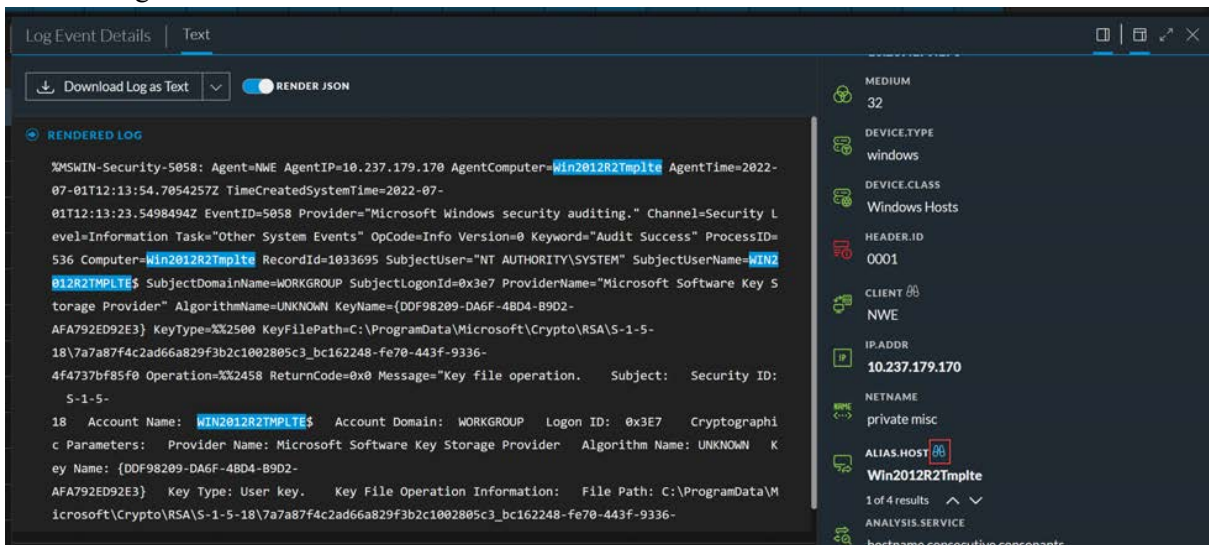 Log Event Details | Text
Download Log as Text
RENDER JSON
RENDERED LOG
%MSWIN-Security-5058: Agent=NWE AgentIP=10.237.179.170 AgentComputer=Win2012R2Tmplte AgentTime=2022-
07-01T12:13:54.7054257Z TimeCreatedSystemTime=2022-07-
01T12:13:23.5498494Z EventID=5058 Provider="Microsoft Windows security auditing." Channel=Security L
evel=Information Task="Other System Events" OpCode=Info Version=0 Keyword="Audit Success" ProcessID=
536 Computer=Win2012R2Tmplte RecordId=1033695 SubjectUser="NT AUTHORITY\SYSTEM" SubjectUserName=WIN2
012R2TMPLTE$ SubjectDomainName=WORKGROUP SubjectLogonId=0x3e7 ProviderName="Microsoft Software Key S
torage Provider" AlgorithmName=UNKNOWN KeyName={DDF98209-DA6F-4BD4-B9D2-
AFA792ED92E3} KeyType=%%2500 KeyFilePath=C:\ProgramData\Microsoft\Crypto\RSA\S-1-5-
18\7a7a87f4c2ad66a829f3b2c1002805c3_bc162248-fe70-443f-9336-
4f4737bf85f0 Operation=%%2458 ReturnCode=0x0 Message="Key file operation. Subject: Security ID:
S-1-5-
18 Account Name: WIN2012R2TMPLTE$ Account Domain: WORKGROUP Logon ID: 0x3E7 Cryptographi
c Parameters: Provider Name: Microsoft Software Key Storage Provider Algorithm Name: UNKNOWN K
ey Name: {DDF98209-DA6F-4BD4-B9D2-
AFA792ED92E3} Key Type: User key. Key File Operation Information: File Path: C:\ProgramData\M
icrosoft\Crypto\RSA\S-1-5-18\7a7a87f4c2ad66a829f3b2c1002805c3_bc162248-fe70-443f-9336-
MEDIUM
32
DEVICE.TYPE
windows
DEVICE.CLASS
Windows Hosts
HEADER.ID
0001
CLIENT
NWE
IP.ADDR
10.237.179.170
NETNAME
private misc
ALIAS.HOST
Win2012R2Tmplte
1 of 4 results
ANALYSIS.SERVICE
hostname consecutive consonants